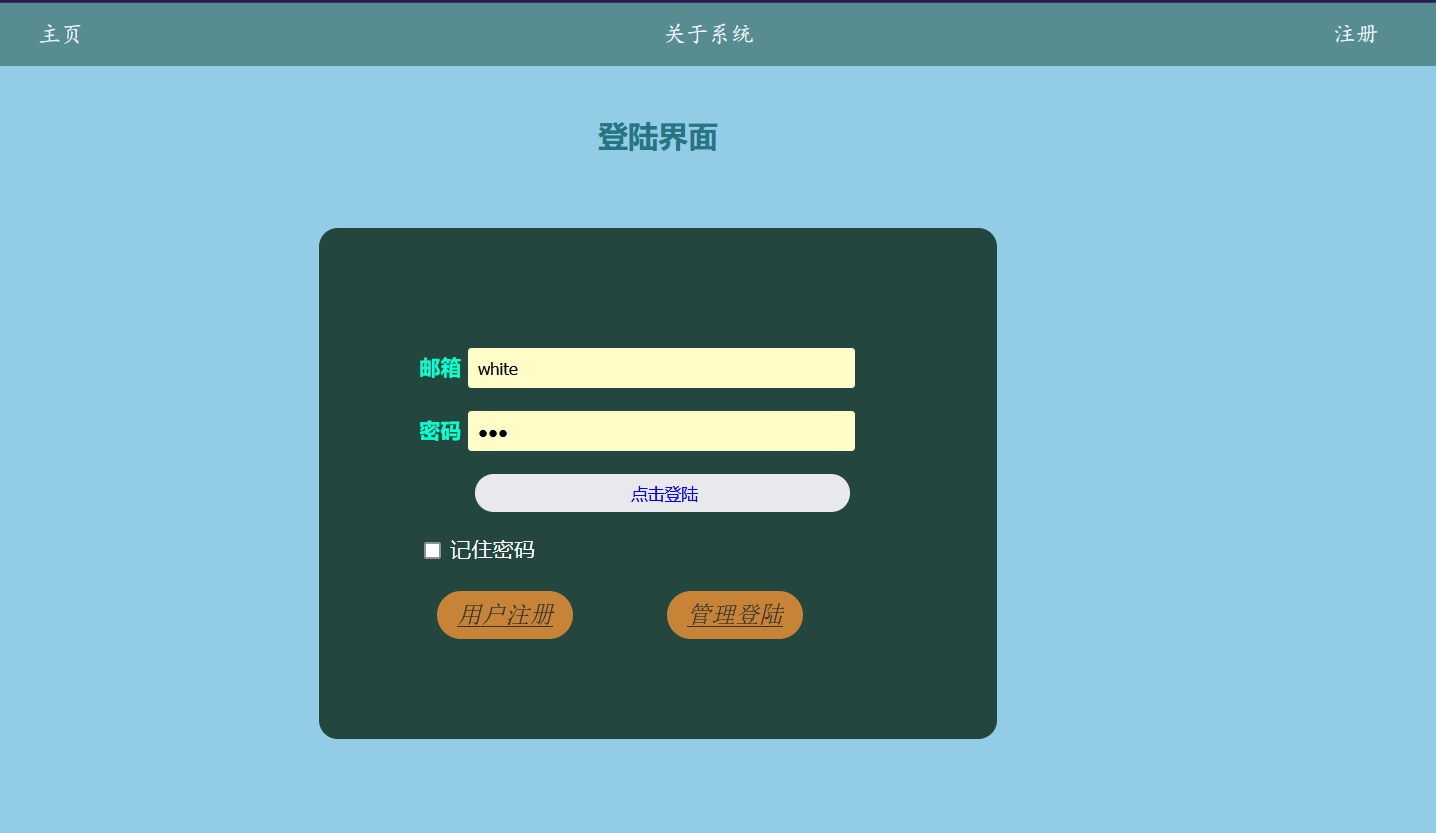 主页 关于系统 注册
登陆界面
邮箱 white
密码 •••
点击登陆
记住密码
用户注册 管理登陆